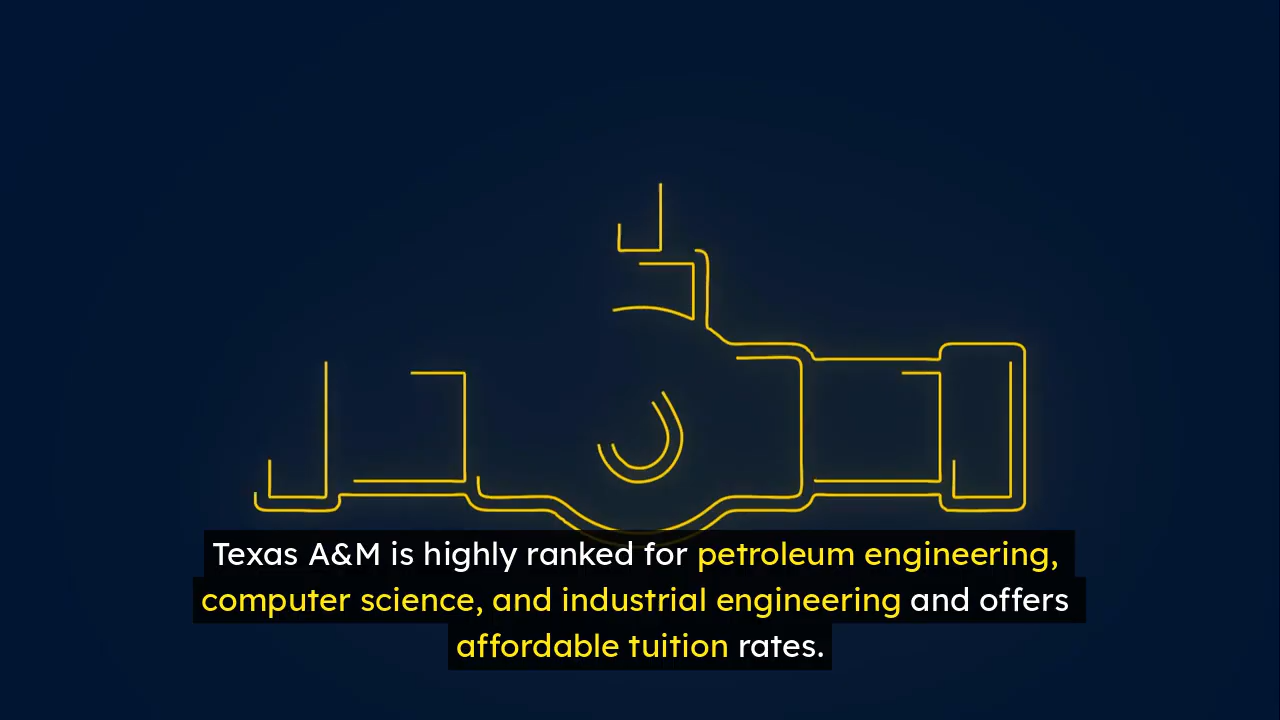 Texas A&M is highly ranked for petroleum engineering,
computer science, and industrial engineering and offers
affordable tuition rates.